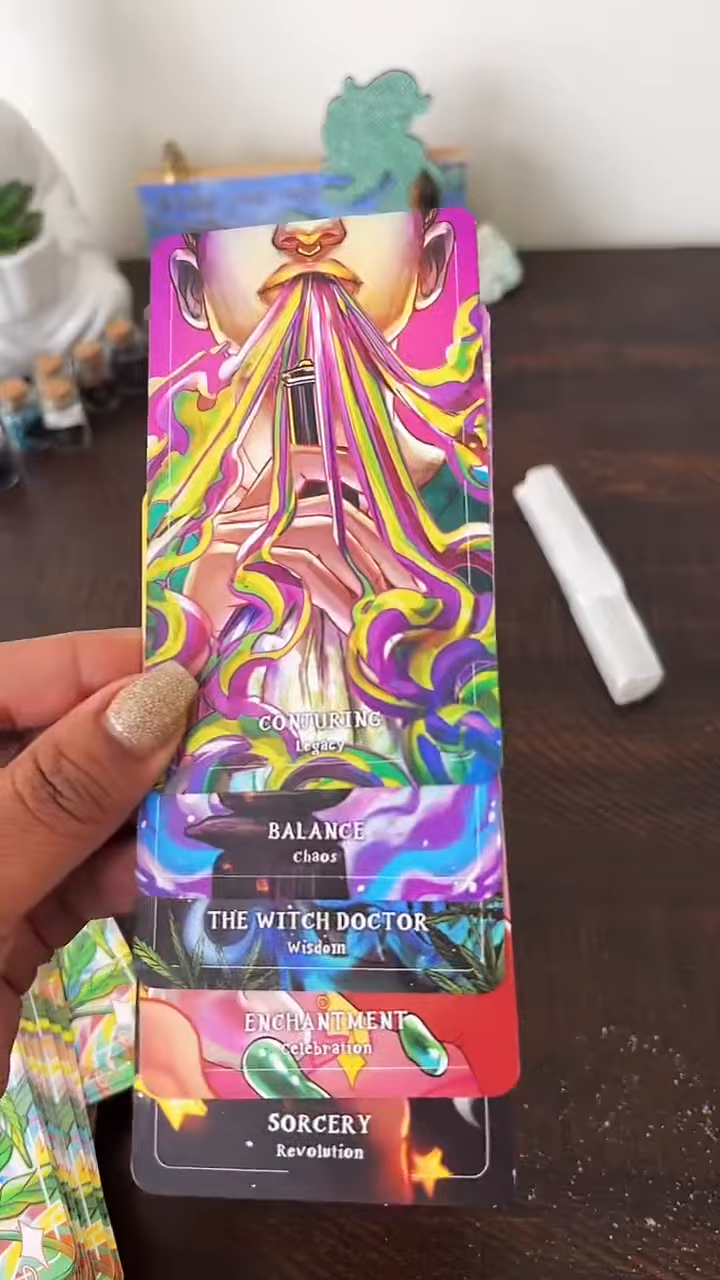 CONJURING
Legacy
BALANCE
Chaos
THE WITCH DOCTOR
Wisdom
ENCHANTMENT
Celebration
SORCERY
Revolution